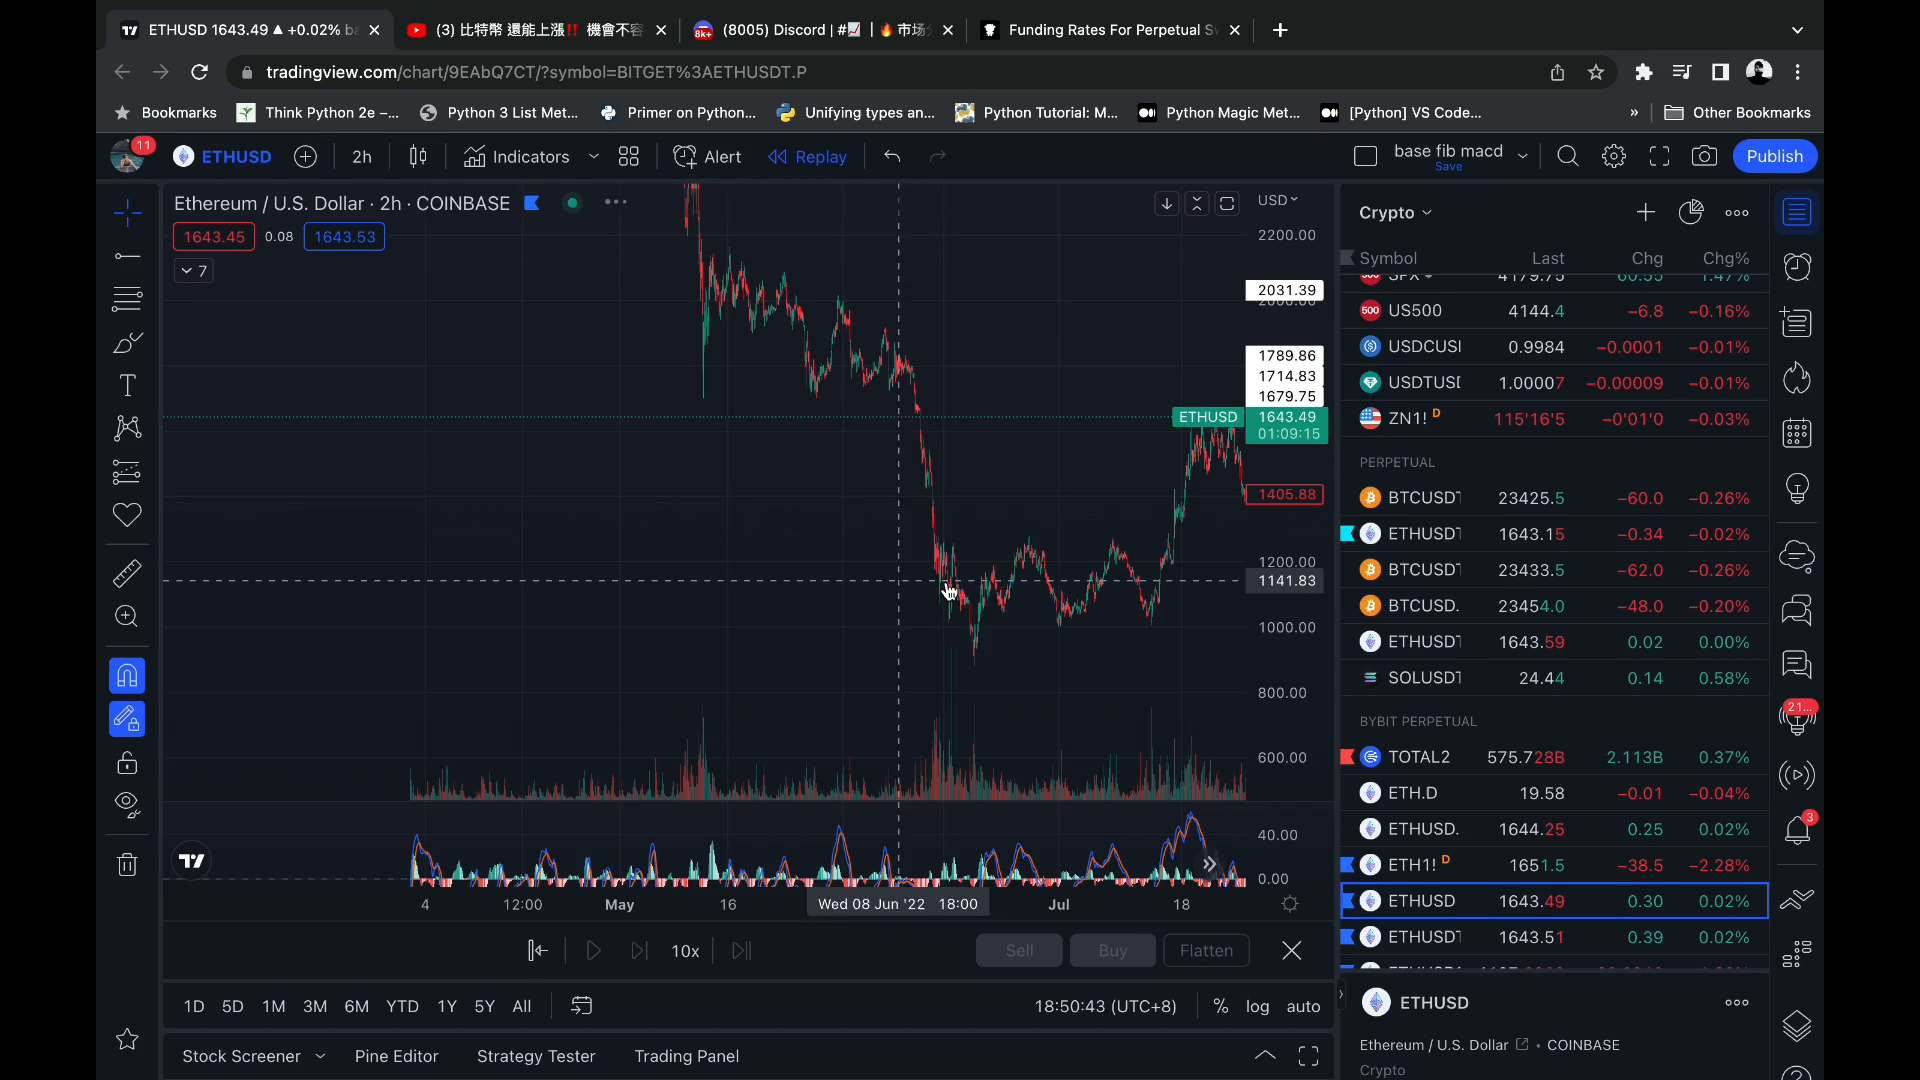 ETHUSD 1643.49 ▲ +0.02% ba
(3) 比特幣 還能上漲‼️ 機會不容
(8005) Discord | #📈 | 🔥市场
Funding Rates For Perpetual Sw
tradingview.com/chart/9EAbQ7CT/?symbol=BITGET%3AETHUSDT.P
Bookmarks
Think Python 2e –...
Python 3 List Met...
Primer on Python...
Unifying types an...
Python Tutorial: M...
Python Magic Met...
[Python] VS Code...
» Other Bookmarks
11
ETHUSD
2h
Indicators
Alert
Replay
base fib macd
Save
Publish
Ethereum / U.S. Dollar · 2h · COINBASE
1643.45 0.08 1643.53
7
USD
2200.00
2031.39
1789.86
1714.83
1679.75
ETHUSD 1643.49
01:09:15
1405.88
1200.00
1141.83
1000.00
800.00
600.00
40.00
0.00
4 12:00 May 16 Wed 08 Jun '22 18:00 Jul 18
10x
Sell Buy Flatten
1D 5D 1M 3M 6M YTD 1Y 5Y All
18:50:43 (UTC+8) % log auto
Stock Screener Pine Editor Strategy Tester Trading Panel
Crypto
Symbol Last Chg Chg%
SPX 4179.75 60.55 1.47%
US500 4144.4 −6.8 −0.16%
USDCUSI 0.9984 −0.0001 −0.01%
USDTUSI 1.00007 −0.00009 −0.01%
ZN1! D 115'16'5 −0'01'0 −0.03%
PERPETUAL
BTCUSDT 23425.5 −60.0 −0.26%
ETHUSDT 1643.15 −0.34 −0.02%
BTCUSDT 23433.5 −62.0 −0.26%
BTCUSD. 23454.0 −48.0 −0.20%
ETHUSDT 1643.59 0.02 0.00%
SOLUSDT 24.44 0.14 0.58%
BYBIT PERPETUAL
TOTAL2 575.728B 2.113B 0.37%
ETH.D 19.58 −0.01 −0.04%
ETHUSD. 1644.25 0.25 0.02%
ETH1! D 1651.5 −38.5 −2.28%
ETHUSD 1643.49 0.30 0.02%
ETHUSDT 1643.51 0.39 0.02%
ETHUSD
Ethereum / U.S. Dollar • COINBASE
Crypto
21...
3